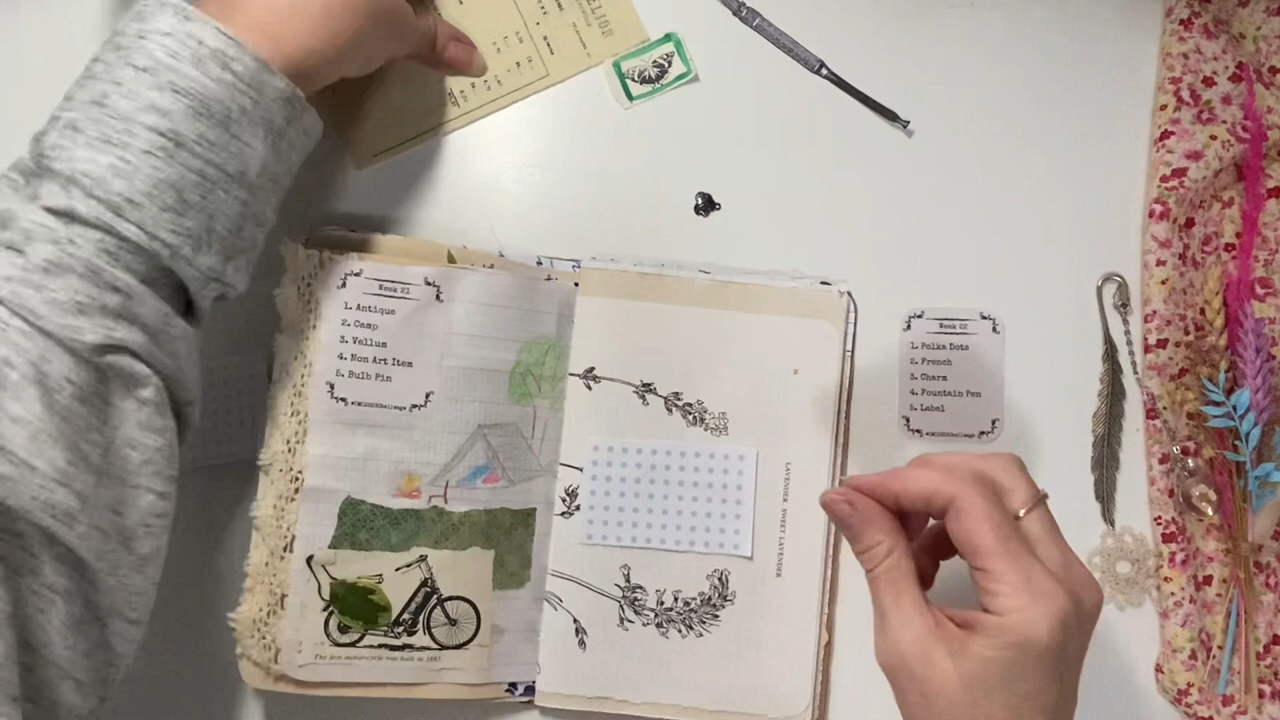 ELION
Week 21
1. Antique
2. Camp
3. Vellum
4. Non Art Item
5. Bulb Pin
The first motorcycle was built in 1885.
LAVENDER, SWEET LAVENDER
Week 22
1. Polka Dots
2. French
3. Charm
4. Fountain Pen
5. Label